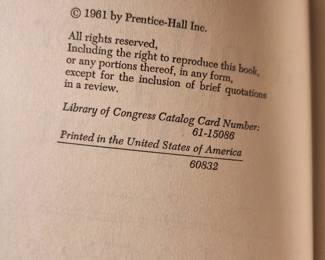 © 1961 by Prentice-Hall Inc.
All rights reserved,
Including the right to reproduce this book,
or any portions thereof, in any form,
except for the inclusion of brief quotations
in a review.
Library of Congress Catalog Card Number:
61-15086
Printed in the United States of America
60832